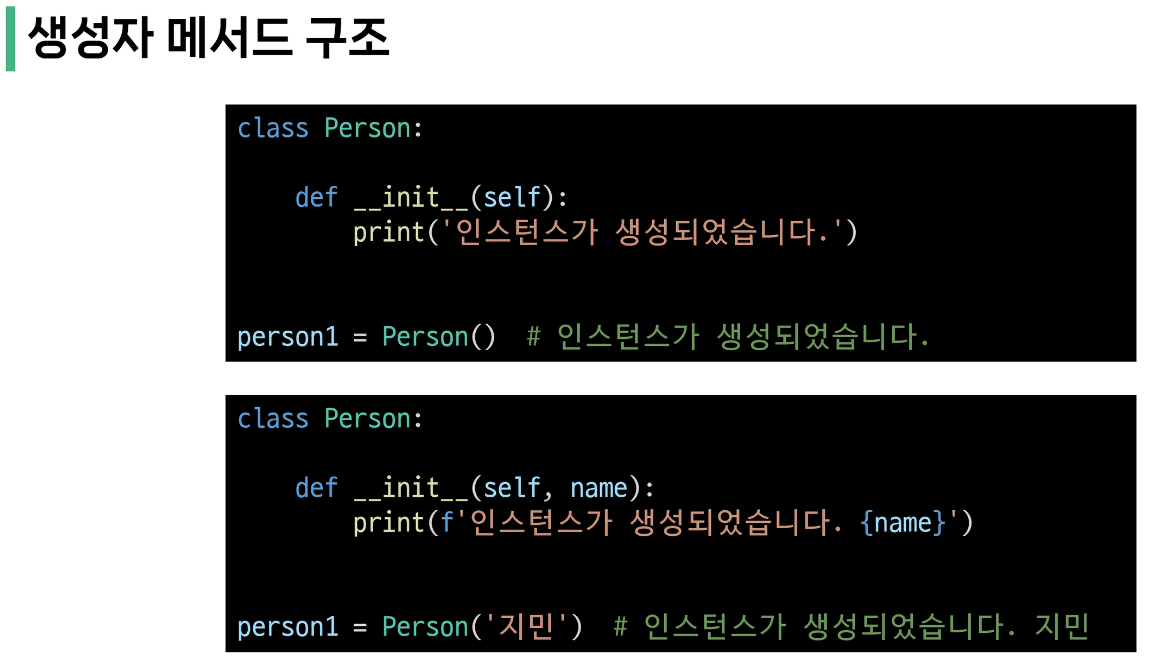 생성자 메서드 구조
class Person:
    def __init__(self):
        print('인스턴스가 생성되었습니다.')
person1 = Person()  # 인스턴스가 생성되었습니다.
class Person:
    def __init__(self, name):
        print(f'인스턴스가 생성되었습니다. {name}')
person1 = Person('지민')  # 인스턴스가 생성되었습니다. 지민